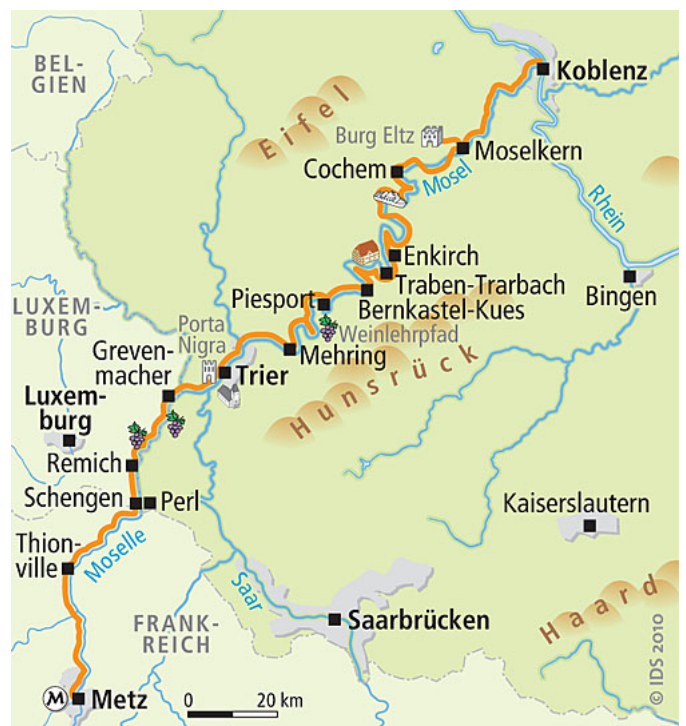 BEL-
GIEN
Koblenz
Eifel
Burg Eltz
Moselkern
Cochem
Mosel
Rhein
Enkirch
Traben-Trarbach
Bingen
Piesport
Bernkastel-Kues
LUXEM-
BURG
Porta
Nigra
Weinlehrpfad
Greven-
macher
Mehring
Trier
Hunsrück
Luxem-
burg
Remich
Schengen
Perl
Kaiserslautern
Thion-
ville
Moselle
Saar
FRANK-
REICH
Saarbrücken
Haard
M
Metz
0 20 km
© IDS 2010